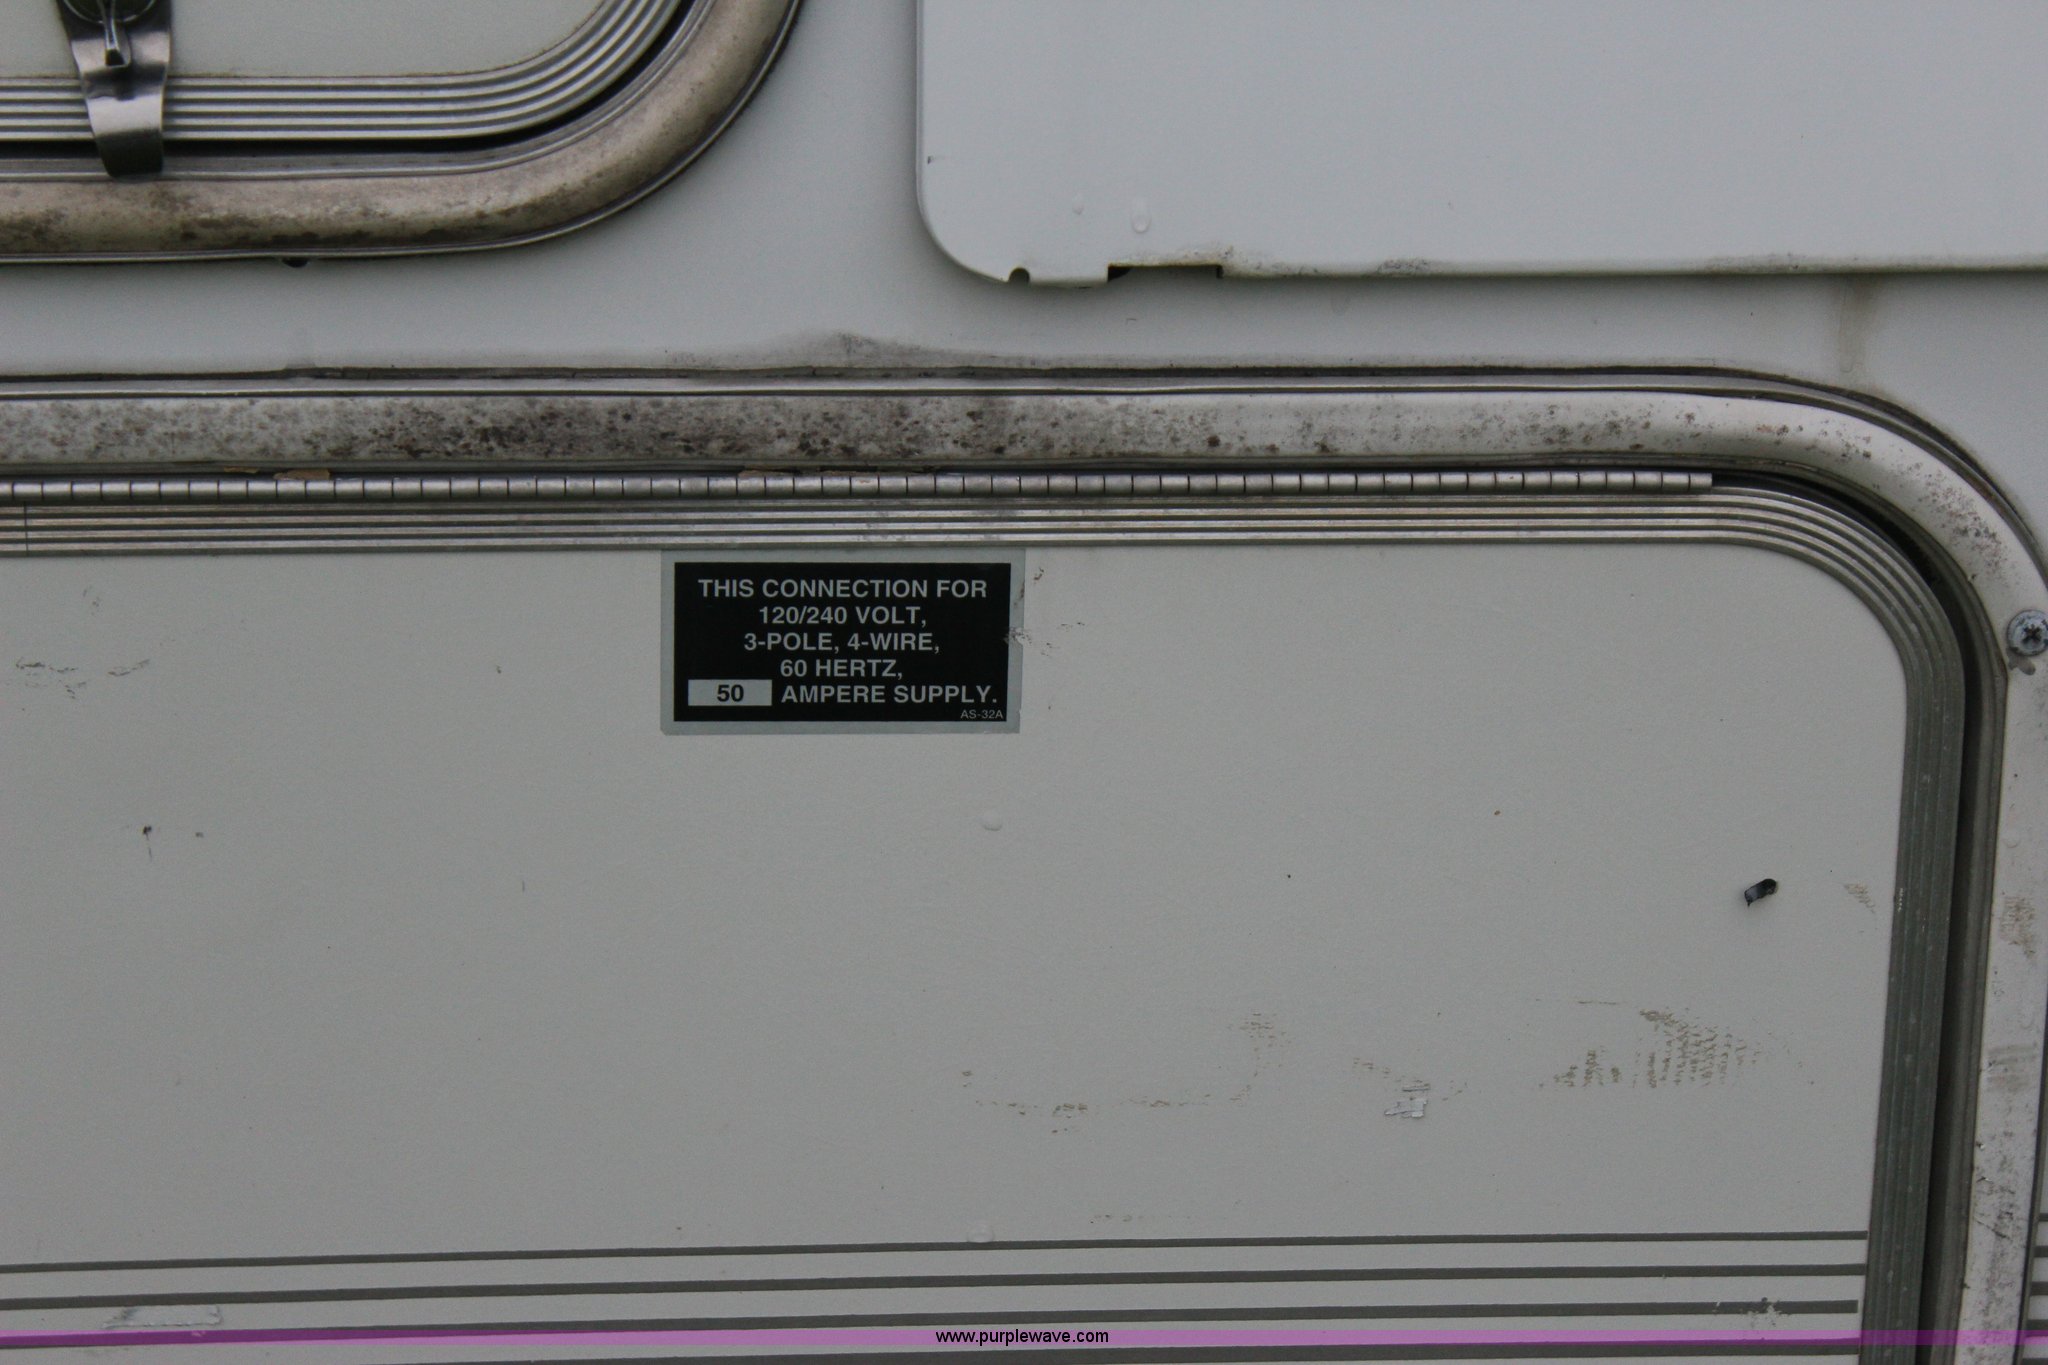 THIS CONNECTION FOR
120/240 VOLT,
3-POLE, 4-WIRE,
60 HERTZ,
50 AMPERE SUPPLY.
AS-32A
www.purplewave.com